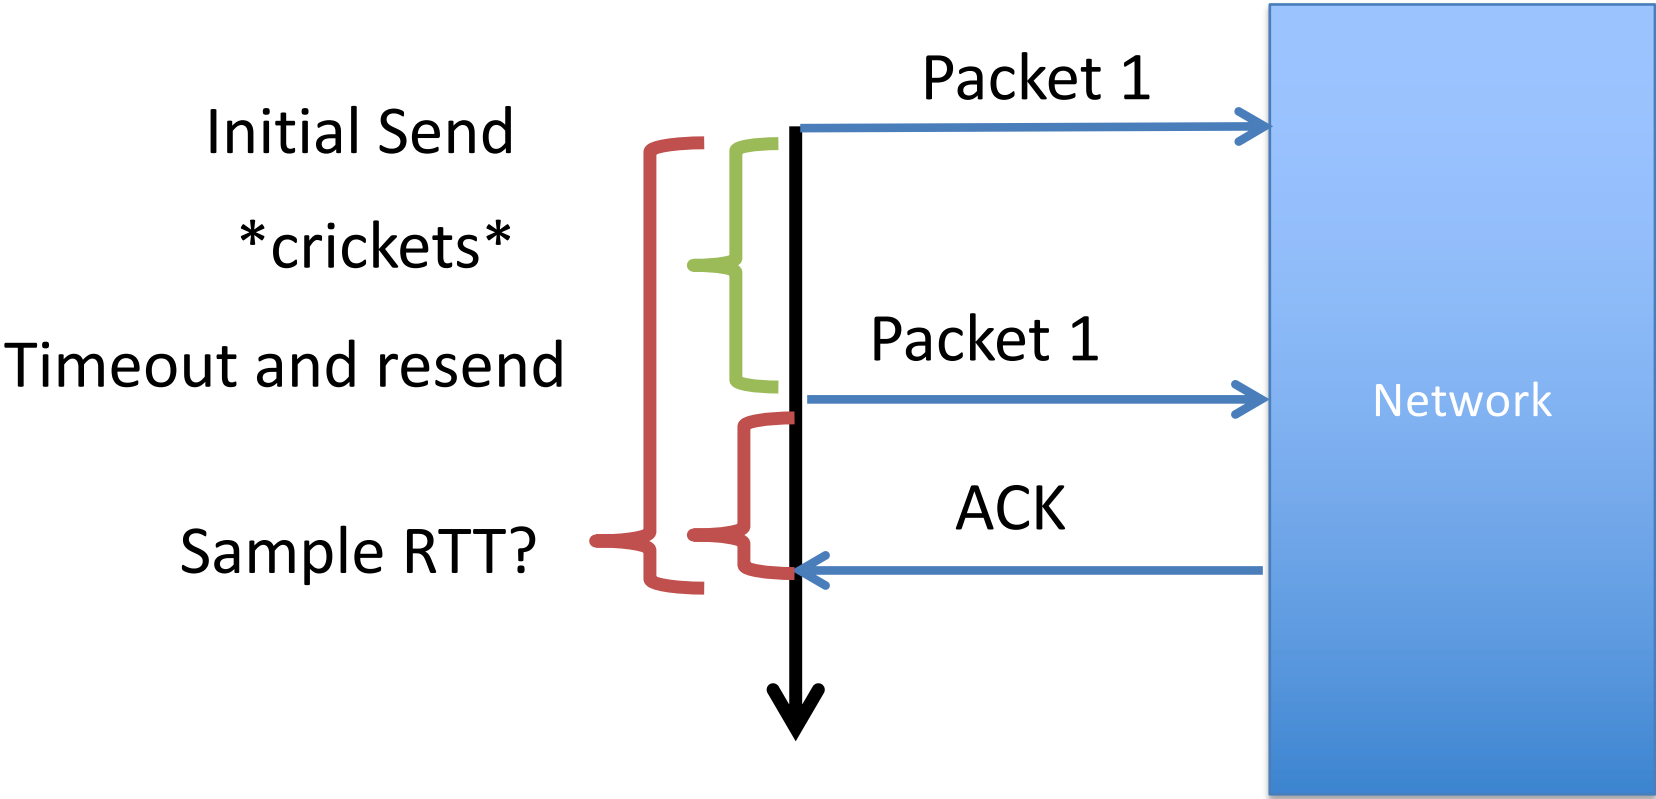 Packet 1
Initial Send
*crickets*
Packet 1
Timeout and resend
Network
ACK
Sample RTT?